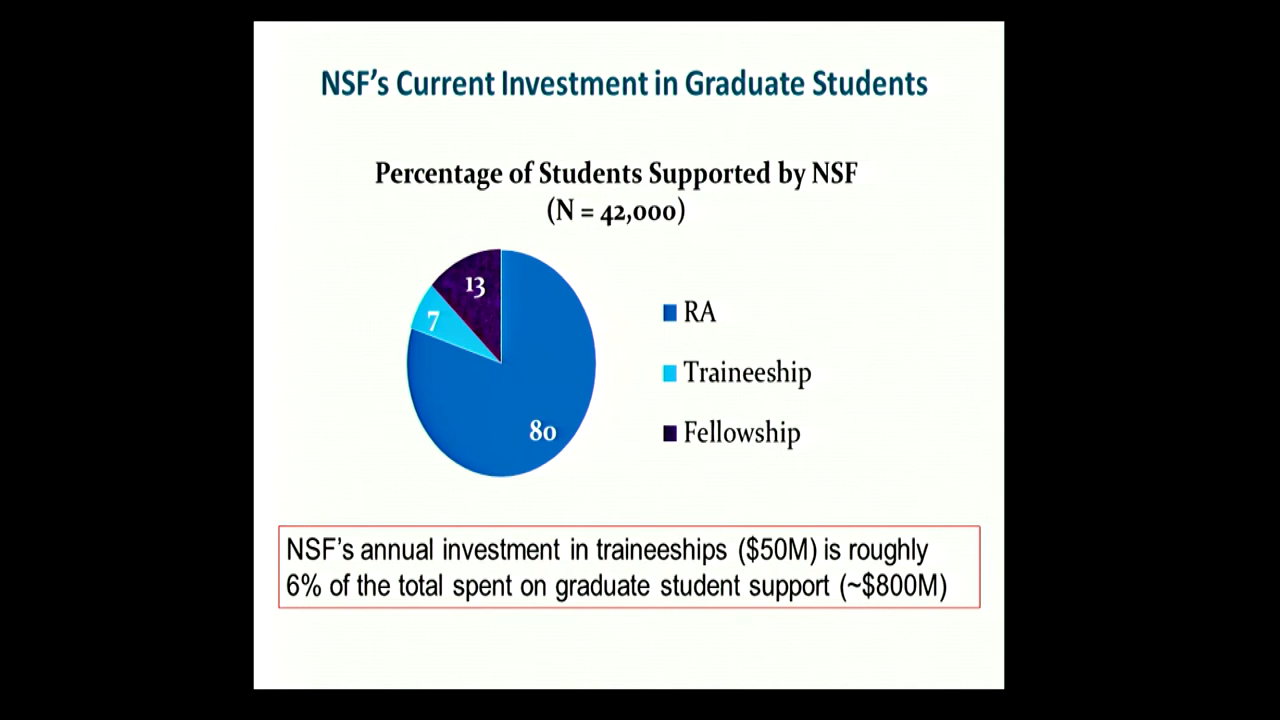 NSF’s Current Investment in Graduate Students
Percentage of Students Supported by NSF
(N = 42,000)
13
7
80
RA
Traineeship
Fellowship
NSF’s annual investment in traineeships ($50M) is roughly
6% of the total spent on graduate student support (~$800M)